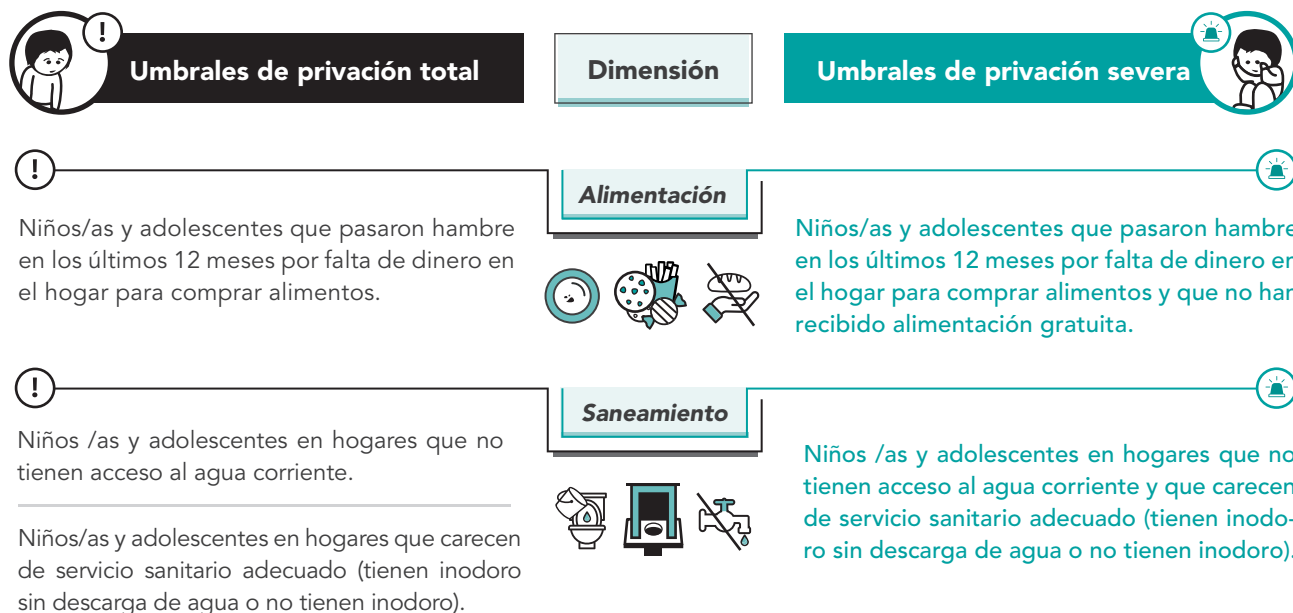 Umbrales de privación total
Dimensión
Umbrales de privación severa
Alimentación
Niños/as y adolescentes que pasaron hambre
en los últimos 12 meses por falta de dinero en
el hogar para comprar alimentos.
Niños/as y adolescentes que pasaron hambre
en los últimos 12 meses por falta de dinero en
el hogar para comprar alimentos y que no han
recibido alimentación gratuita.
Saneamiento
Niños /as y adolescentes en hogares que no
tienen acceso al agua corriente.
Niños/as y adolescentes en hogares que carecen
de servicio sanitario adecuado (tienen inodoro
sin descarga de agua o no tienen inodoro).
Niños /as y adolescentes en hogares que no
tienen acceso al agua corriente y que carecen
de servicio sanitario adecuado (tienen inodo-
ro sin descarga de agua o no tienen inodoro).